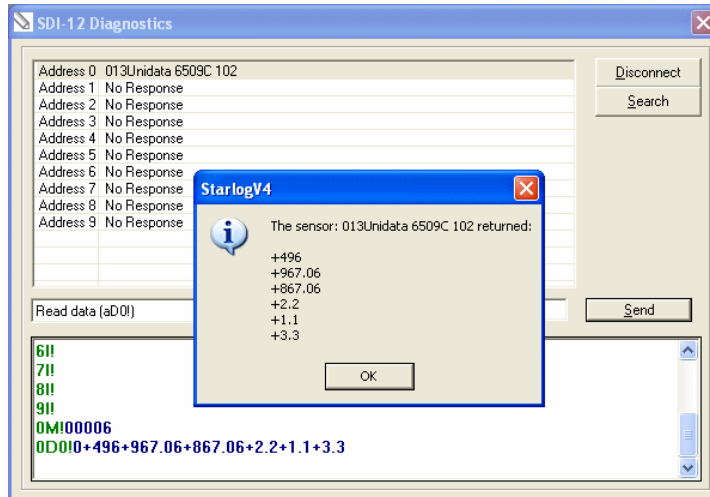 SDI-12 Diagnostics
Address 0 013Unidata 6509C 102
Address 1 No Response
Address 2 No Response
Address 3 No Response
Address 4 No Response
Address 5 No Response
Address 6 No Response
Address 7 No Response
Address 8 No Response
Address 9 No Response
Disconnect
Search
StarlogV4
The sensor: 013Unidata 6509C 102 returned:
+496
+967.06
+867.06
+2.2
+1.1
+3.3
OK
Read data (aD0!)
Send
6I!
7I!
8I!
9I!
0M!00006
0D0!0+496+967.06+867.06+2.2+1.1+3.3